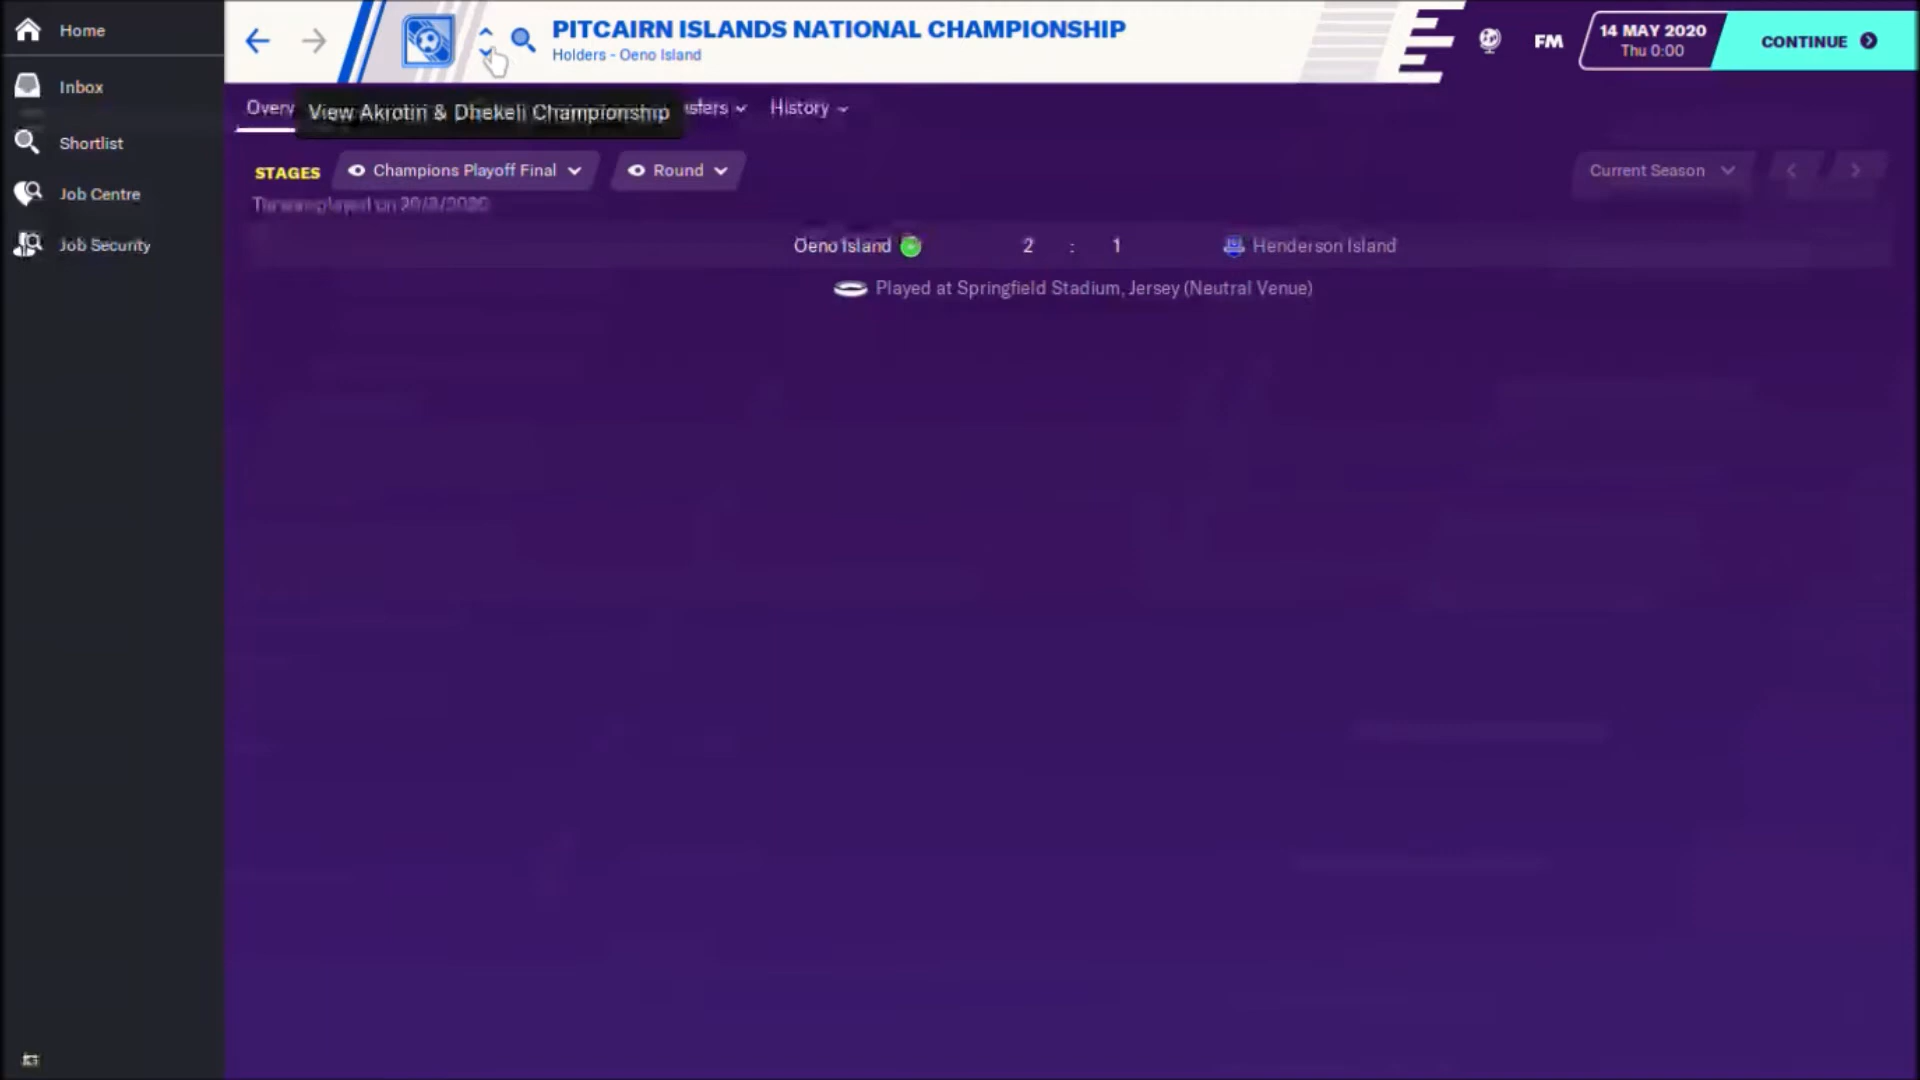 Home
Inbox
Shortlist
Job Centre
Job Security
PITCAIRN ISLANDS NATIONAL CHAMPIONSHIP
Holders - Oeno Island
FM
14 MAY 2020
Thu 0:00
CONTINUE
View Akrotiri & Dhekeli Championship
History
STAGES
Champions Playoff Final
Round
Current Season
Oeno Island 2 : 1 Henderson Island
Played at Springfield Stadium, Jersey (Neutral Venue)